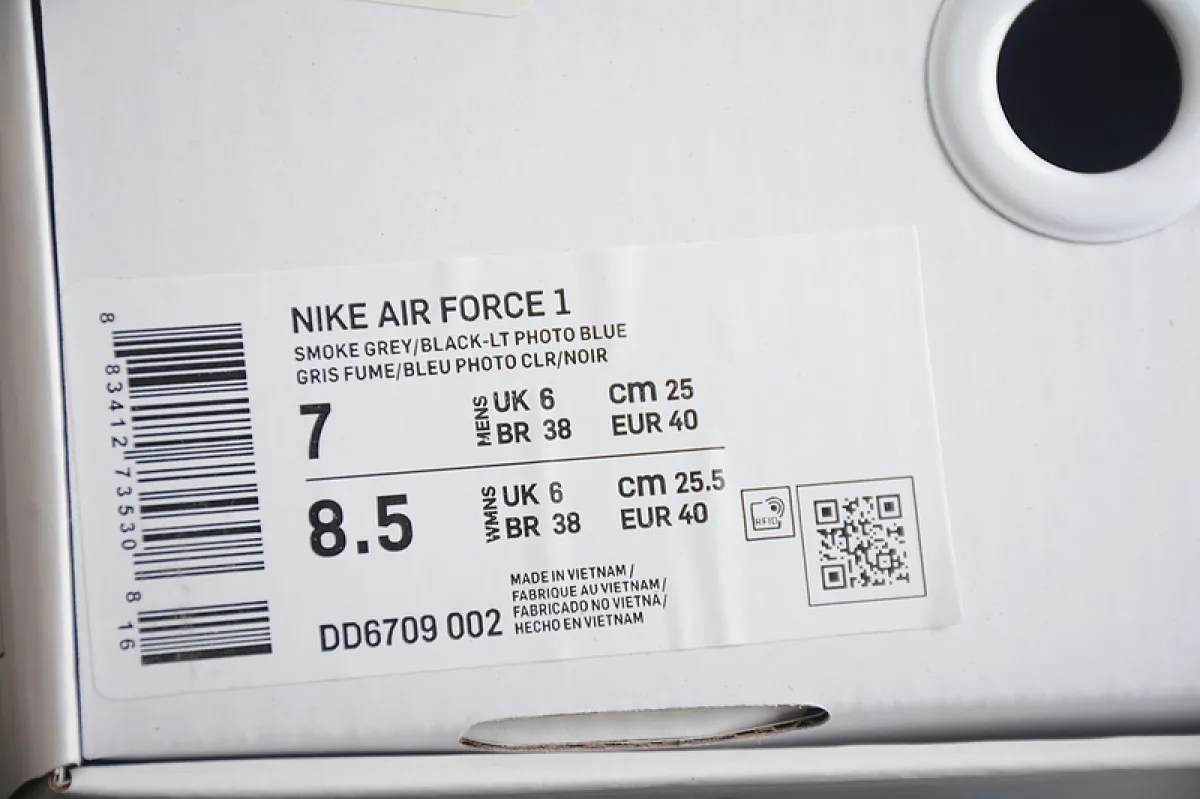 NIKE AIR FORCE 1
SMOKE GREY/BLACK-LT PHOTO BLUE
GRIS FUME/BLEU PHOTO CLR/NOIR
7
MENS
UK 6
BR 38
cm 25
EUR 40
8.5
WMNS
UK 6
BR 38
cm 25.5
EUR 40
RFID
MADE IN VIETNAM /
FABRIQUE AU VIETNAM/
FABRICADO NO VIETNÃ/
HECHO EN VIETNAM
DD6709 002
8 83412 73530 8 16